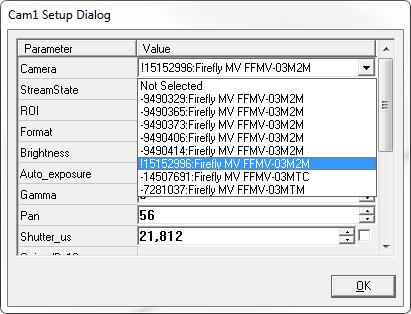 Cam1 Setup Dialog
Parameter Value
Camera !15152996:Firefly MV FFMV-03M2M
Not Selected
StreamState -9490329:Firefly MV FFMV-03M2M
-9490365:Firefly MV FFMV-03M2M
ROI -9490373:Firefly MV FFMV-03M2M
Format -9490406:Firefly MV FFMV-03M2M
Brightness -9490414:Firefly MV FFMV-03M2M
!15152996:Firefly MV FFMV-03M2M
Auto_exposure -14507691:Firefly MV FFMV-03MTC
Gamma -7281037:Firefly MV FFMV-03MTM
Pan 56
Shutter_us 21,812
OK